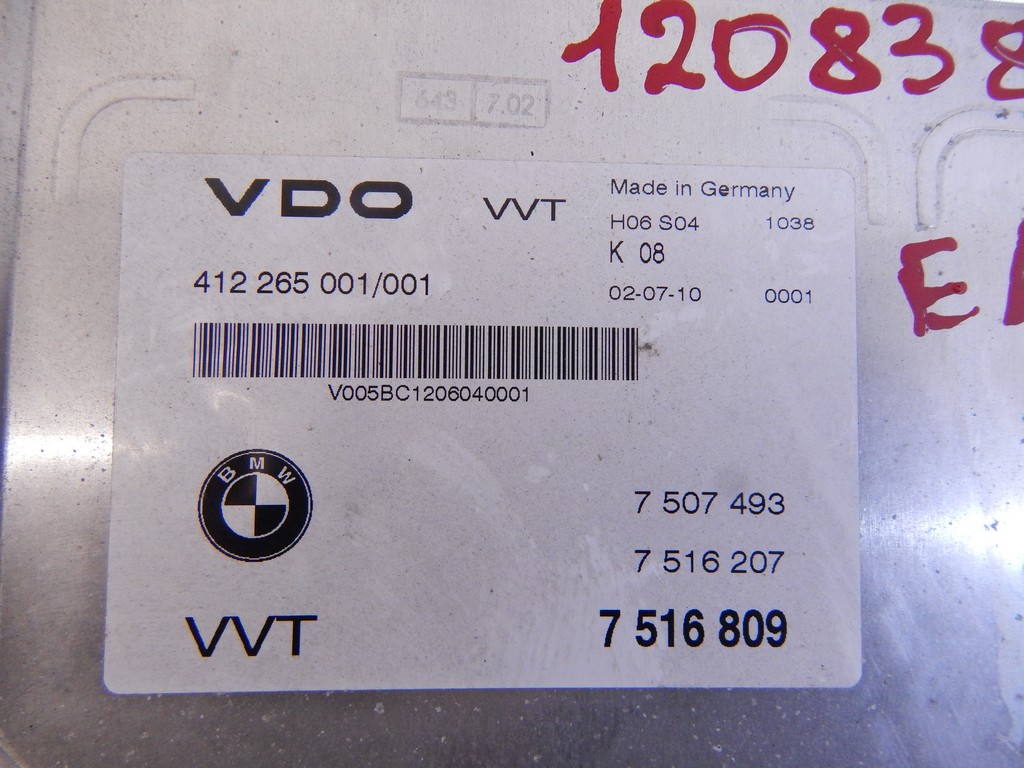 120838
643 7.02
VDO VVT Made in Germany
H06 S04 1038
K 08
412 265 001/001
02-07-10 0001
V005BC1206040001
BMW
7 507 493
7 516 207
VVT 7 516 809